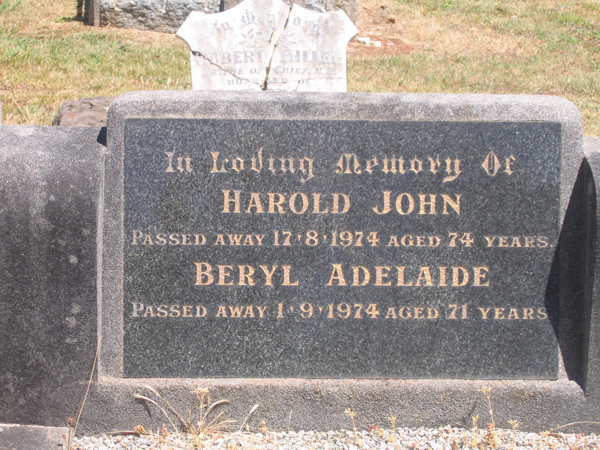 In Loving Memory Of
HAROLD JOHN
PASSED AWAY 17·8·1974 AGED 74 YEARS.
BERYL ADELAIDE
PASSED AWAY 1·9·1974 AGED 71 YEARS